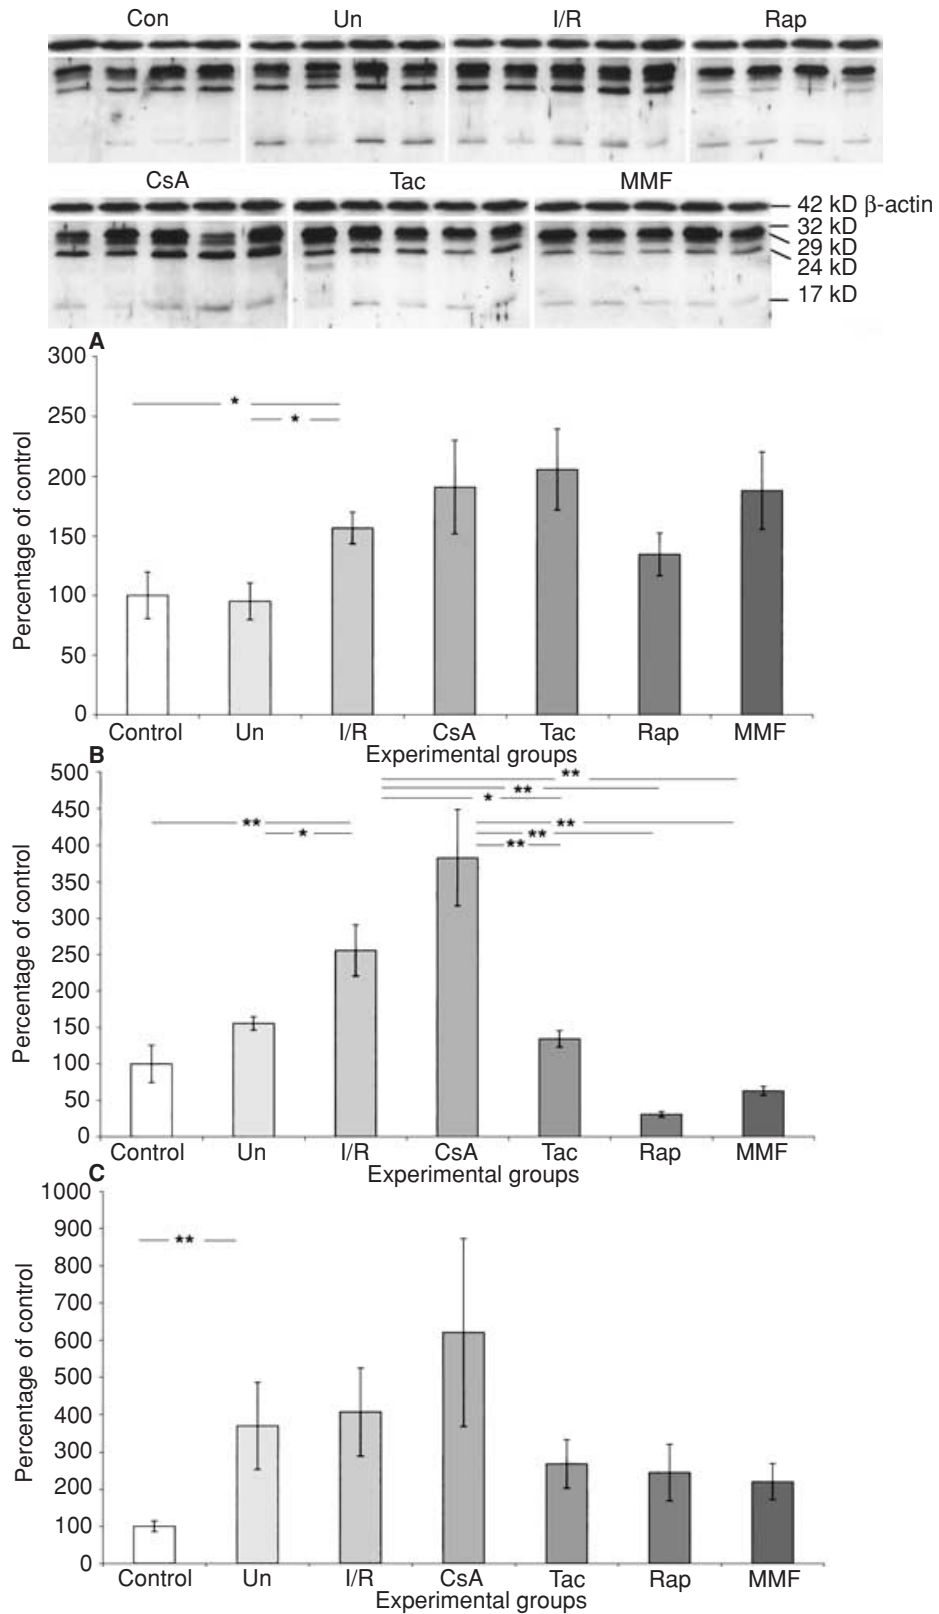 Con Un I/R Rap
CsA Tac MMF
42 kD β-actin
32 kD
29 kD
24 kD
17 kD
A
300
250
200
150
100
50
0
Percentage of control
* 
*
Control Un I/R CsA Tac Rap MMF
Experimental groups
B
500
450
400
350
300
250
200
150
100
50
0
Percentage of control
**
**
*
** **
* **
**
Control Un I/R CsA Tac Rap MMF
Experimental groups
C
1000
900
800
700
600
500
400
300
200
100
0
Percentage of control
**
Control Un I/R CsA Tac Rap MMF
Experimental groups